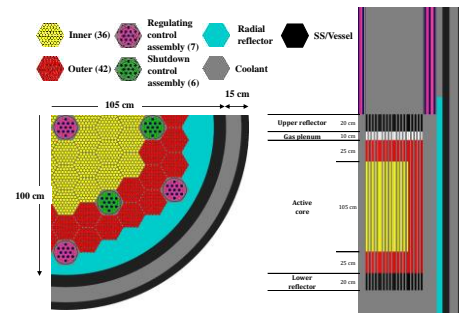 Inner (36)
Regulating
control
assembly (7)
Radial
reflector
SS/Vessel
Outer (42)
Shutdown
control
assembly (6)
Coolant
105 cm
15 cm
100 cm
Upper reflector 20 cm
Gas plenum 10 cm
25 cm
Active
core
105 cm
25 cm
Lower
reflector
20 cm